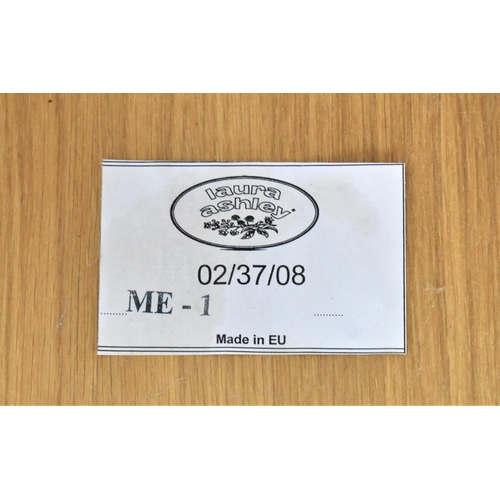 laura
ashley®
02/37/08
......... ME - 1 ..........
Made in EU